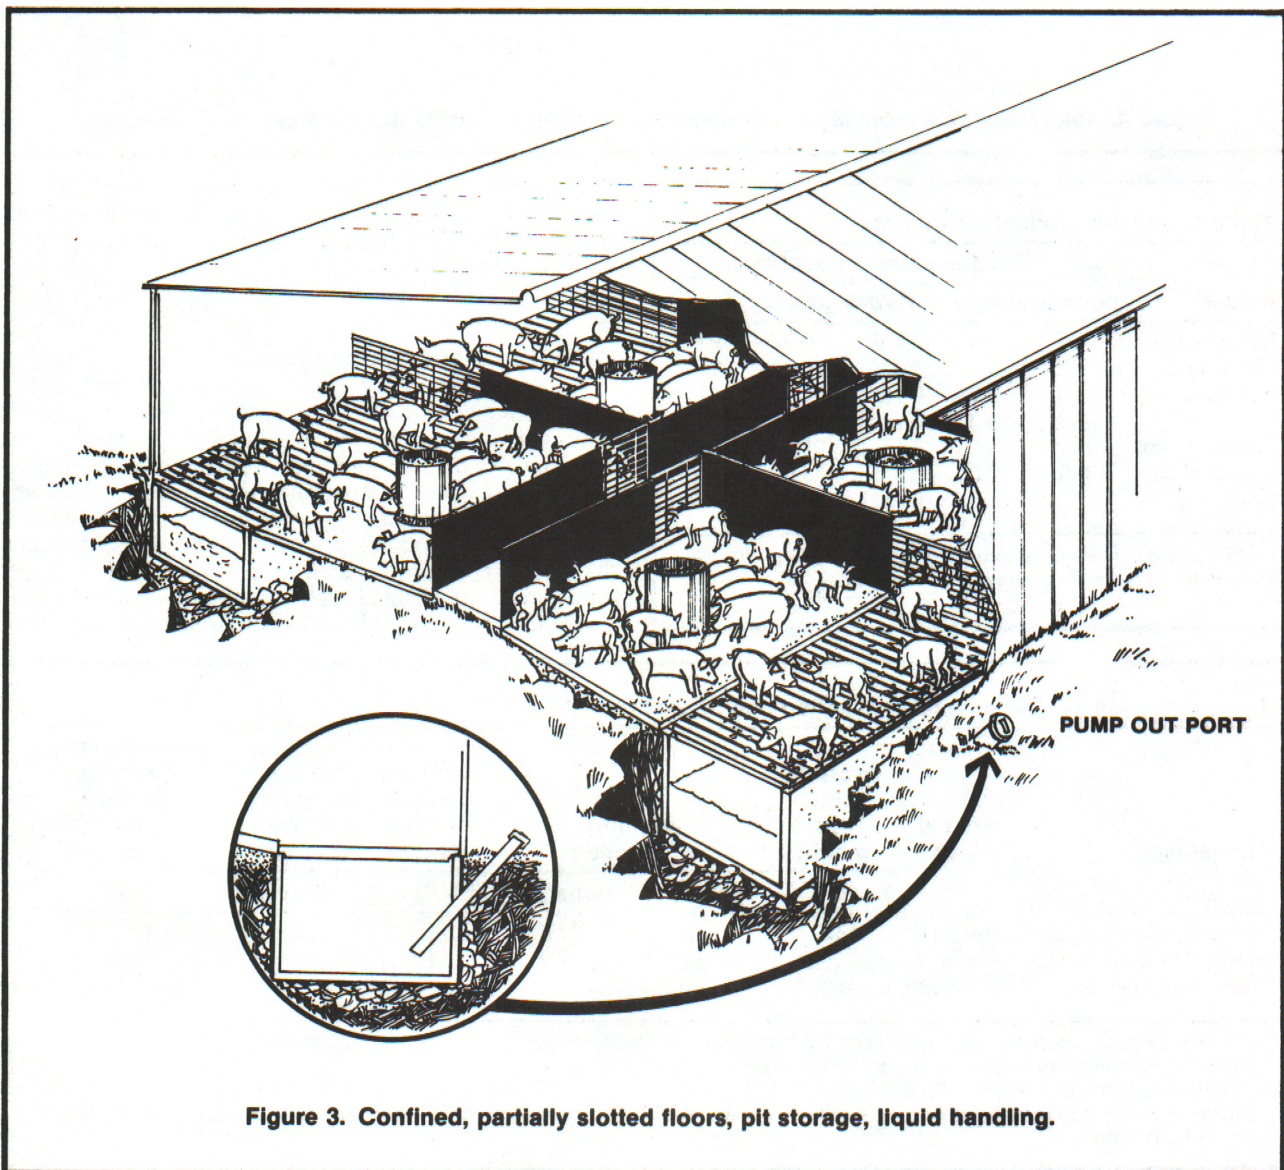 PUMP OUT PORT
Figure 3. Confined, partially slotted floors, pit storage, liquid handling.